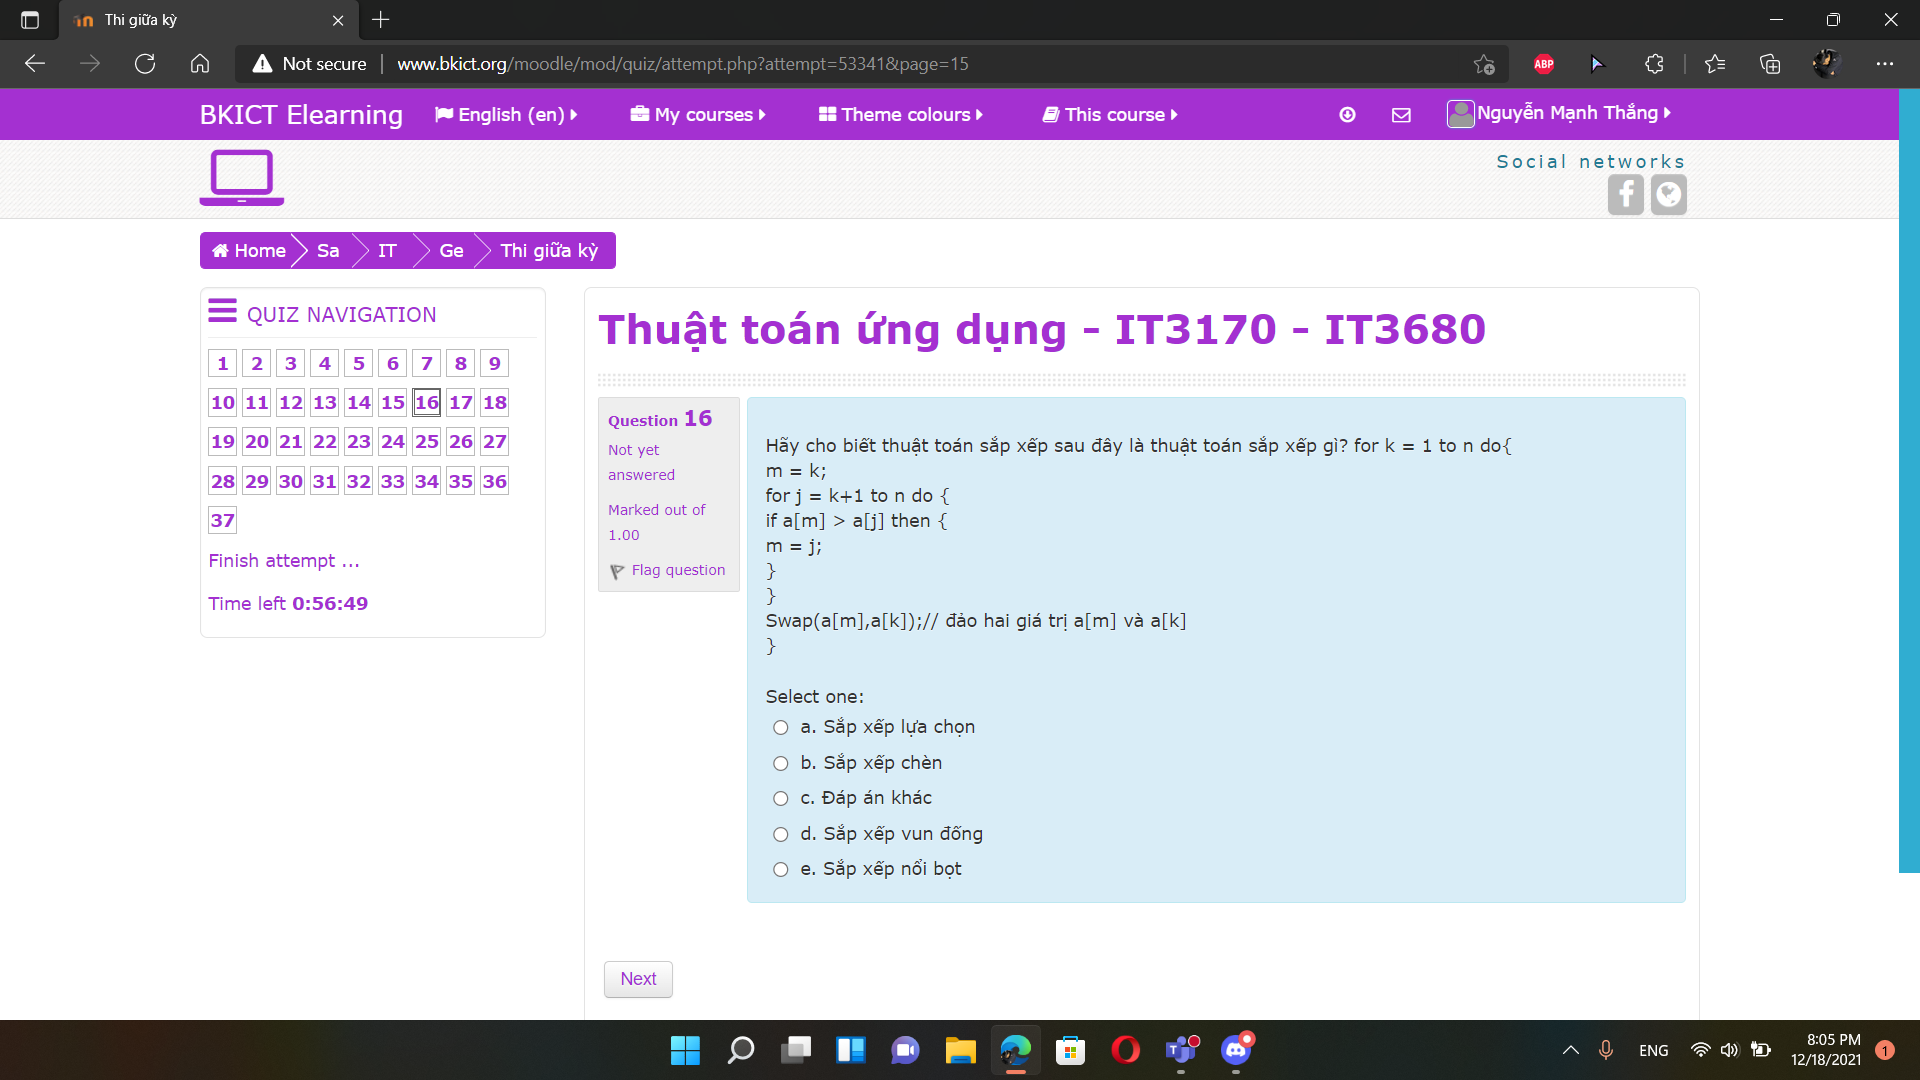 Thi giữa kỳ
Not secure
www.bkict.org/moodle/mod/quiz/attempt.php?attempt=53341&page=15
ABP
BKICT Elearning
English (en)
My courses
Theme colours
This course
Nguyễn Mạnh Thắng
Social networks
Home
Sa
IT
Ge
Thi giữa kỳ
QUIZ NAVIGATION
1 2 3 4 5 6 7 8 9
10 11 12 13 14 15 16 17 18
19 20 21 22 23 24 25 26 27
28 29 30 31 32 33 34 35 36
37
Finish attempt ...
Time left 0:56:49
Thuật toán ứng dụng - IT3170 - IT3680
Question 16
Not yet
answered
Marked out of
1.00
Flag question
Hãy cho biết thuật toán sắp xếp sau đây là thuật toán sắp xếp gì? for k = 1 to n do{
m = k;
for j = k+1 to n do {
if a[m] > a[j] then {
m = j;
}
}
Swap(a[m],a[k]);// đảo hai giá trị a[m] và a[k]
}
Select one:
a. Sắp xếp lựa chọn
b. Sắp xếp chèn
c. Đáp án khác
d. Sắp xếp vun đống
e. Sắp xếp nổi bọt
Next
ENG
8:05 PM
12/18/2021
1